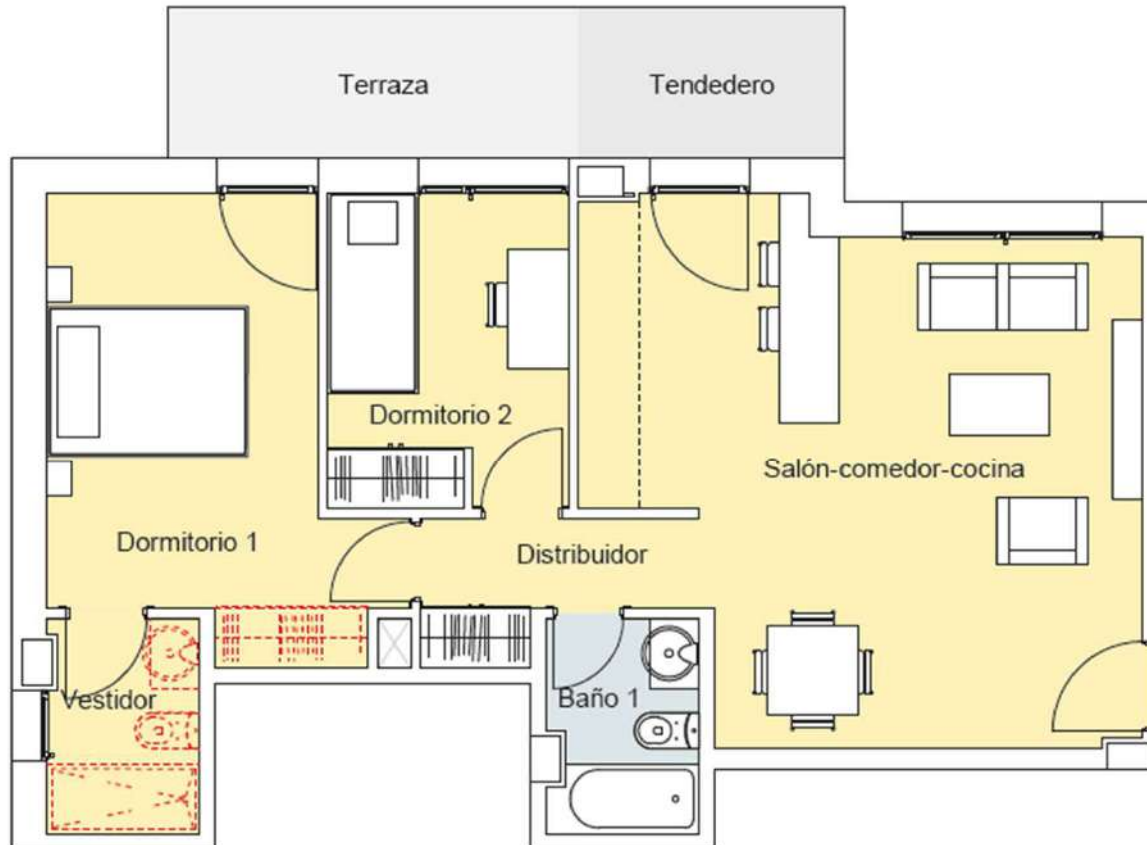 Terraza
Tendedero
Dormitorio 2
Salón-comedor-cocina
Dormitorio 1
Distribuidor
Vestidor
Baño 1